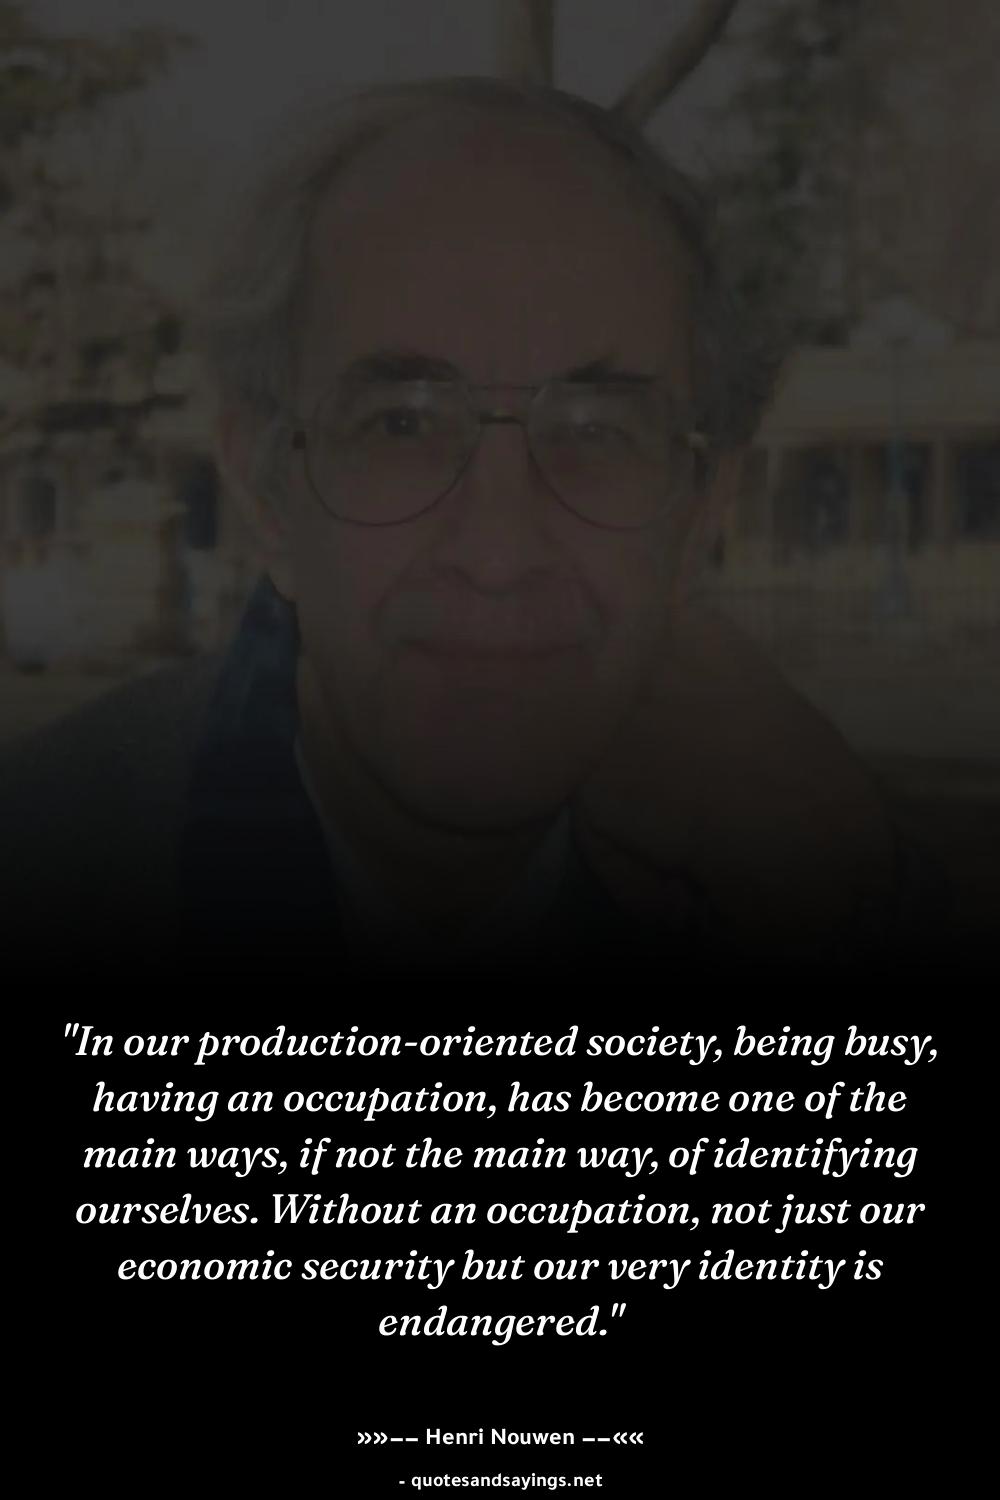 "In our production-oriented society, being busy,
having an occupation, has become one of the
main ways, if not the main way, of identifying
ourselves. Without an occupation, not just our
economic security but our very identity is
endangered."
»»–– Henri Nouwen ––««
- quotesandsayings.net